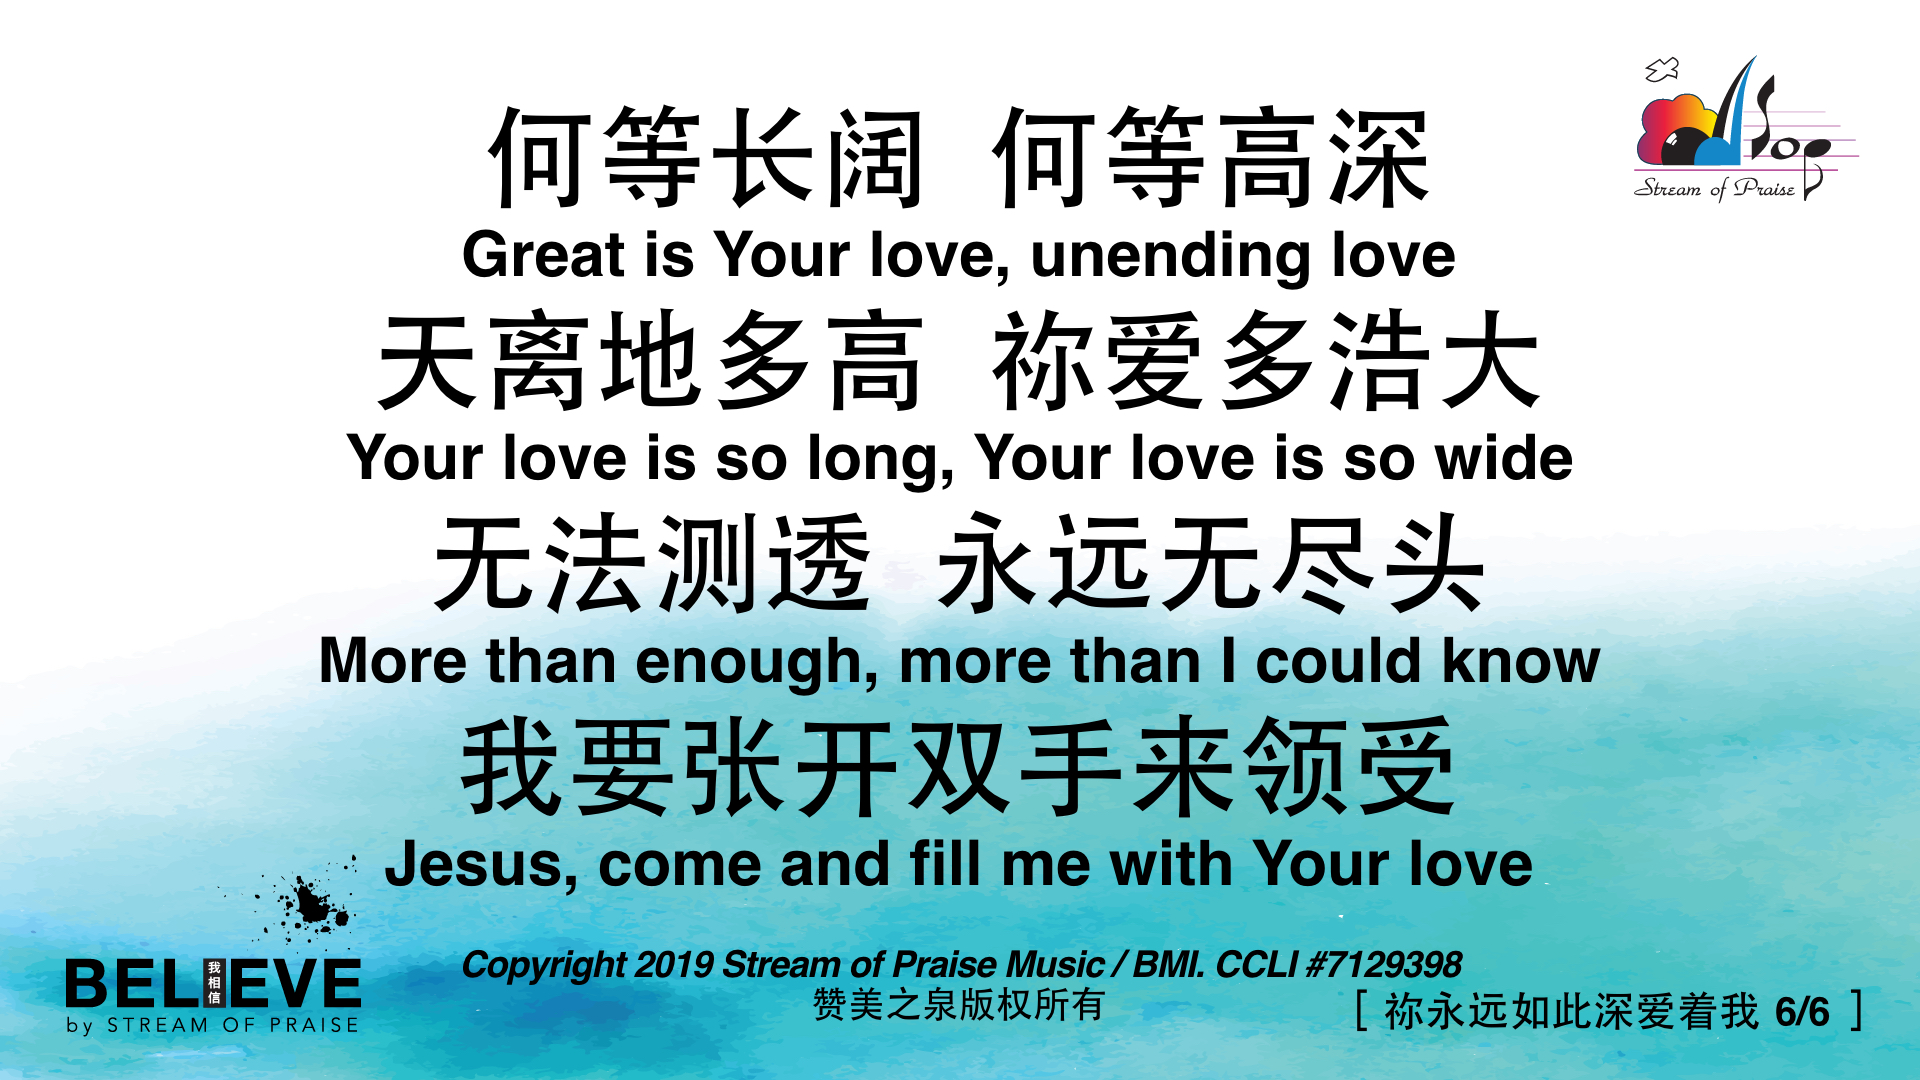 Sop
Stream of Praise
何等长阔 何等高深
Great is Your love, unending love
天离地多高 祢爱多浩大
Your love is so long, Your love is so wide
无法测透 永远无尽头
More than enough, more than I could know
我要张开双手来领受
Jesus, come and fill me with Your love
BELIEVE
我相信
by STREAM OF PRAISE
Copyright 2019 Stream of Praise Music / BMI. CCLI #7129398
赞美之泉版权所有
[ 祢永远如此深爱着我 6/6 ]